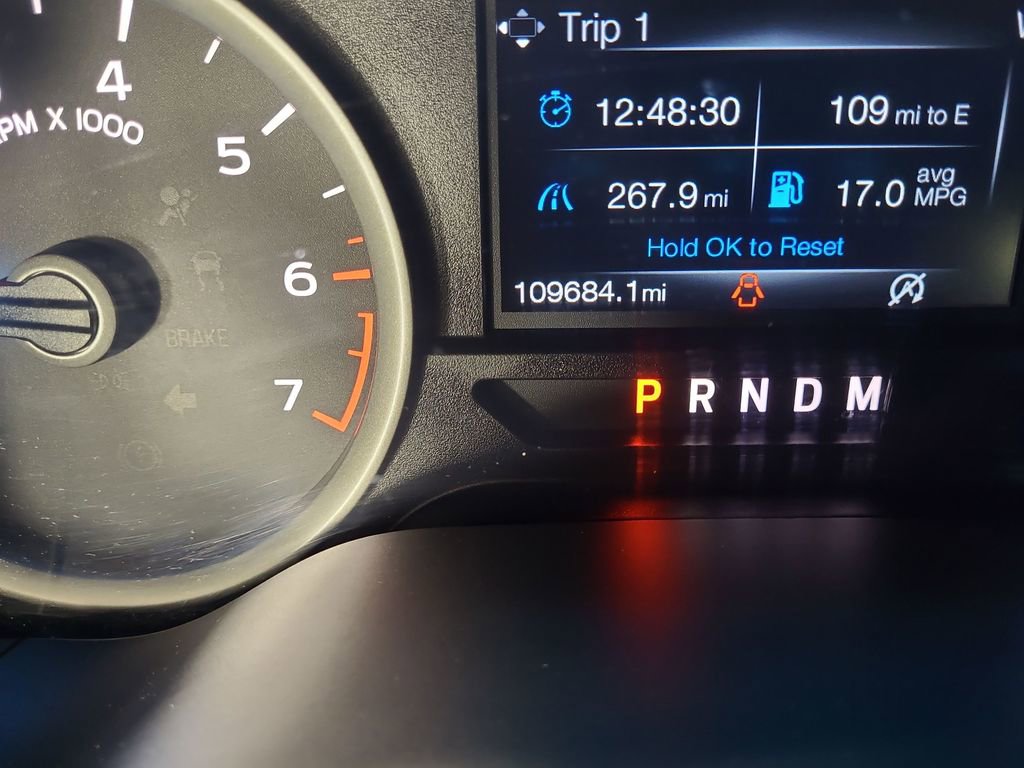 Trip 1
12:48:30
109 mi to E
267.9 mi
17.0 avg MPG
Hold OK to Reset
109684.1mi
4
PM X 1000
5
6
BRAKE
7
P R N D M